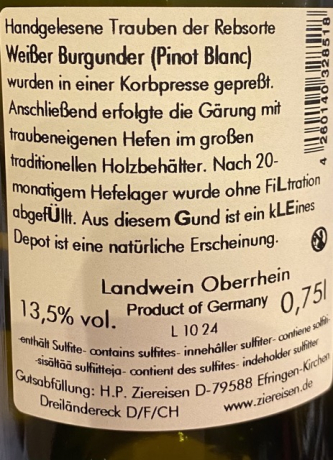 Handgelesene Trauben der Rebsorte
Weißer Burgunder (Pinot Blanc)
wurden in einer Korbpresse gepreßt.
Anschließend erfolgte die Gärung mit
traubeneigenen Hefen im großen
traditionellen Holzbehälter. Nach 20-
monatigem Hefelager wurde ohne FiLtration
abgefÜllt. Aus diesem Gund ist ein kLEines
Depot ist eine natürliche Erscheinung.
4 260140 328518
Landwein Oberrhein
13,5% vol. Product of Germany 0,75l
L 10 24
enthält Sulfite- contains sulfites- innehåller sulfiter- contiene solfiti-
-sisältää sulfiitteja- contient des sulfites- indeholder sulfitter
Gutsabfüllung: H.P. Ziereisen D-79588 Efringen-Kirchen
Dreiländereck D/F/CH www.ziereisen.de